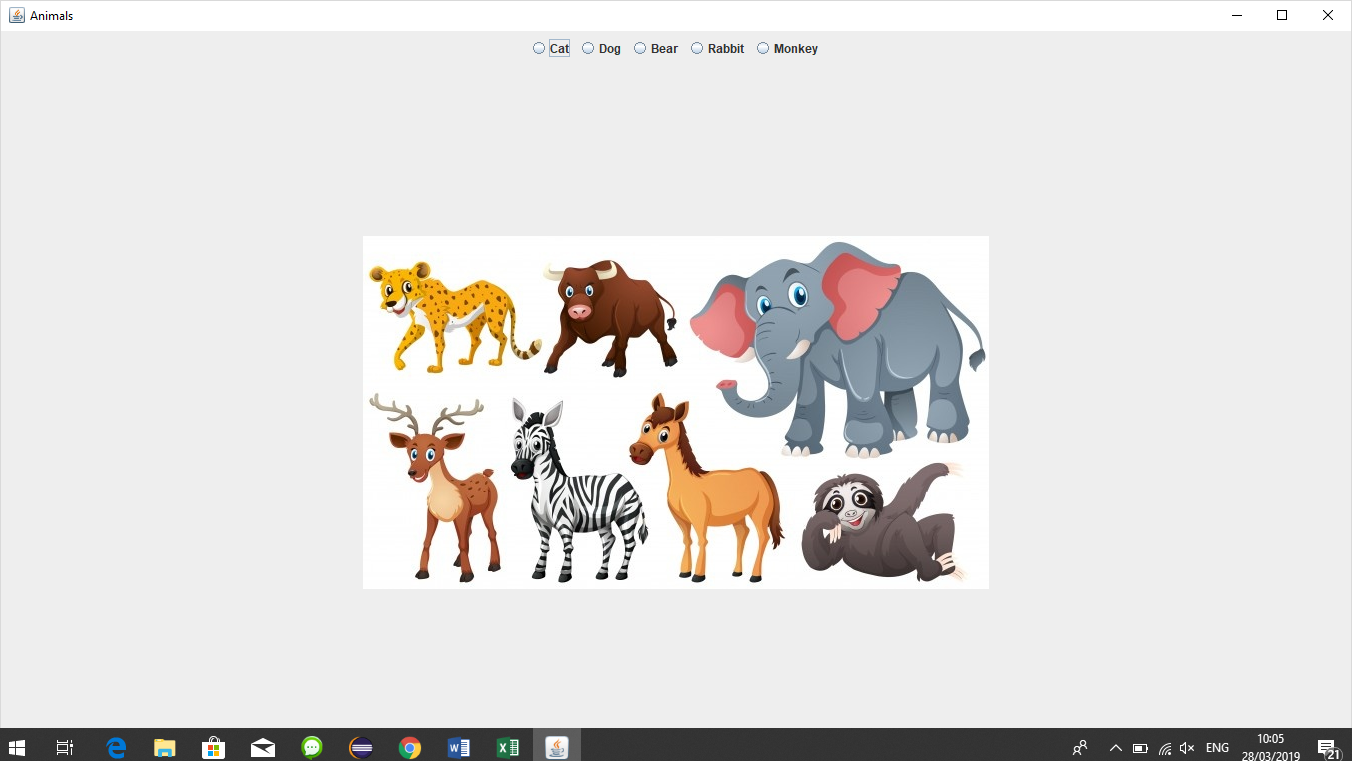 Animals
Cat Dog Bear Rabbit Monkey
ENG
10:05
28/03/2019
21